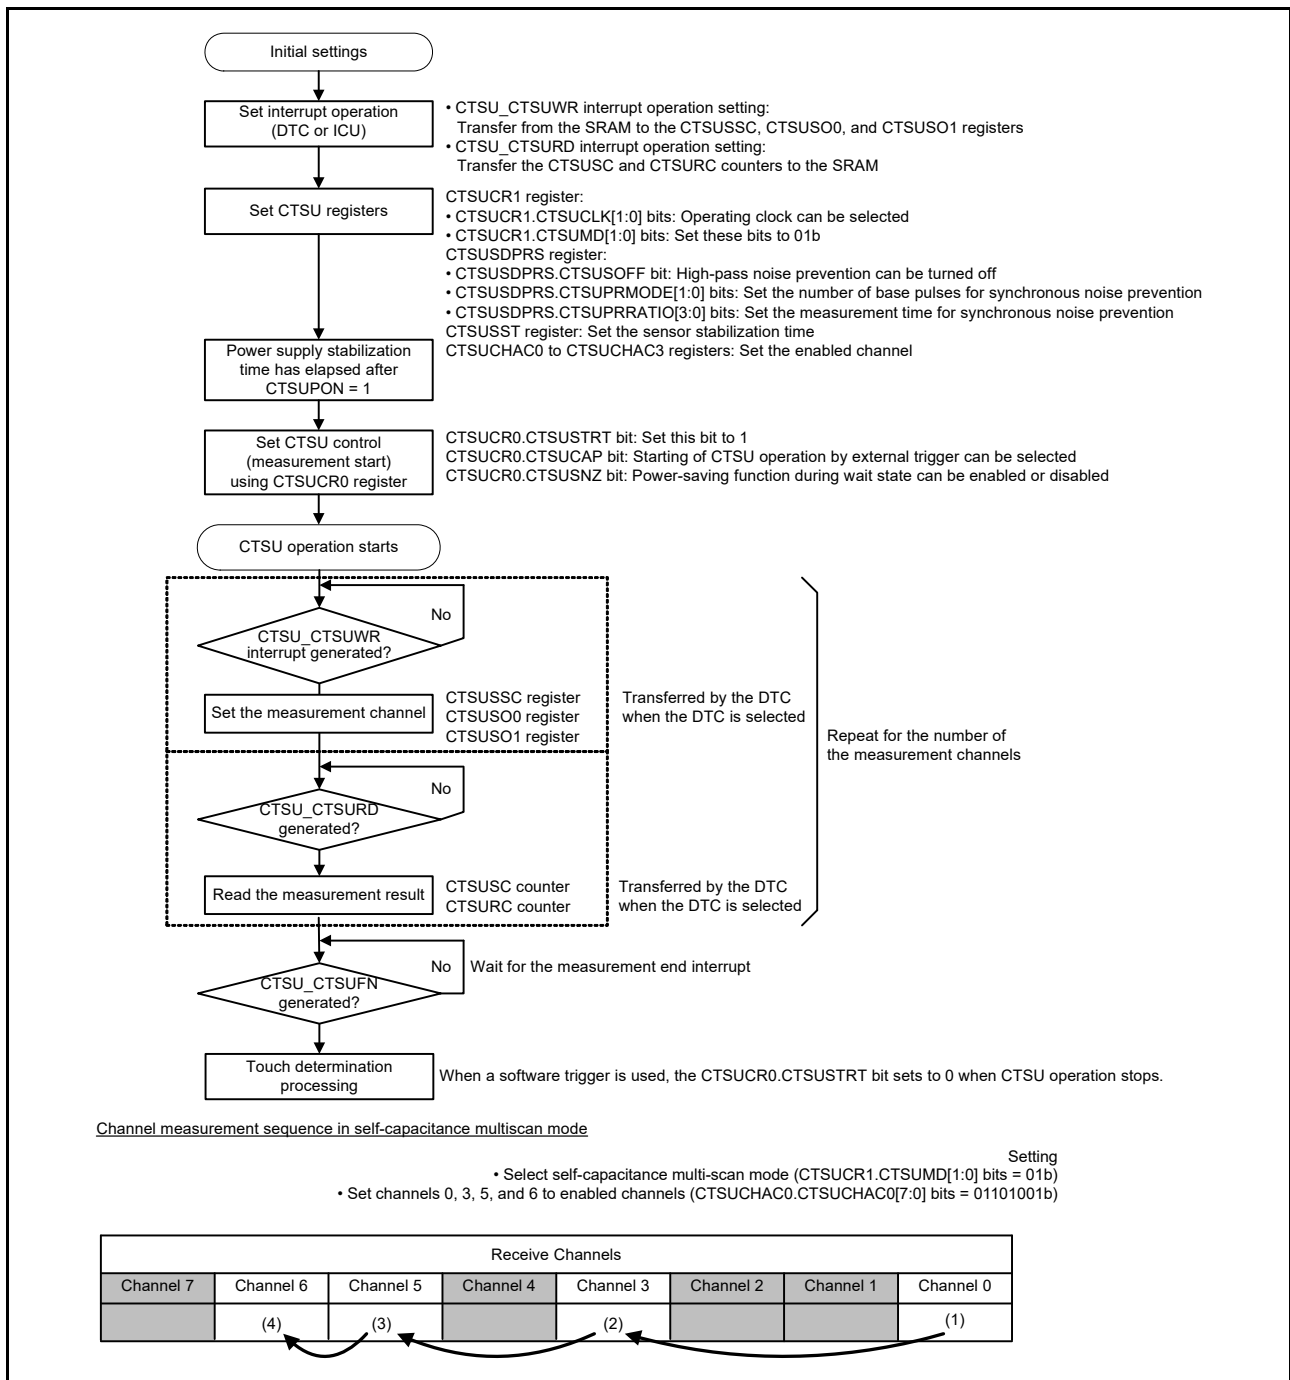 Initial settings
Set interrupt operation
(DTC or ICU)
• CTSU_CTSUWR interrupt operation setting:
Transfer from the SRAM to the CTSUSSC, CTSUSO0, and CTSUSO1 registers
• CTSU_CTSURD interrupt operation setting:
Transfer the CTSUSC and CTSURC counters to the SRAM
Set CTSU registers
CTSUCR1 register:
• CTSUCR1.CTSUCLK[1:0] bits: Operating clock can be selected
• CTSUCR1.CTSUMD[1:0] bits: Set these bits to 01b
CTSUSDPRS register:
• CTSUSDPRS.CTSUSOFF bit: High-pass noise prevention can be turned off
• CTSUSDPRS.CTSUPRMODE[1:0] bits: Set the number of base pulses for synchronous noise prevention
• CTSUSDPRS.CTSUPRRATIO[3:0] bits: Set the measurement time for synchronous noise prevention
CTSUSST register: Set the sensor stabilization time
CTSUCHAC0 to CTSUCHAC3 registers: Set the enabled channel
Power supply stabilization
time has elapsed after
CTSUPON = 1
Set CTSU control
(measurement start)
using CTSUCR0 register
CTSUCR0.CTSUSTRT bit: Set this bit to 1
CTSUCR0.CTSUCAP bit: Starting of CTSU operation by external trigger can be selected
CTSUCR0.CTSUSNZ bit: Power-saving function during wait state can be enabled or disabled
CTSU operation starts
No
CTSU_CTSUWR
interrupt generated?
Set the measurement channel
CTSUSSC register
CTSUSO0 register
CTSUSO1 register
Transferred by the DTC
when the DTC is selected
Repeat for the number of
the measurement channels
No
CTSU_CTSURD
generated?
Read the measurement result
CTSUSC counter
CTSURC counter
Transferred by the DTC
when the DTC is selected
No
Wait for the measurement end interrupt
CTSU_CTSUFN
generated?
Touch determination
processing
When a software trigger is used, the CTSUCR0.CTSUSTRT bit sets to 0 when CTSU operation stops.
Channel measurement sequence in self-capacitance multiscan mode
Setting
• Select self-capacitance multi-scan mode (CTSUCR1.CTSUMD[1:0] bits = 01b)
• Set channels 0, 3, 5, and 6 to enabled channels (CTSUCHAC0.CTSUCHAC0[7:0] bits = 01101001b)
Receive Channels
Channel 7 Channel 6 Channel 5 Channel 4 Channel 3 Channel 2 Channel 1 Channel 0
(4) (3) (2) (1)